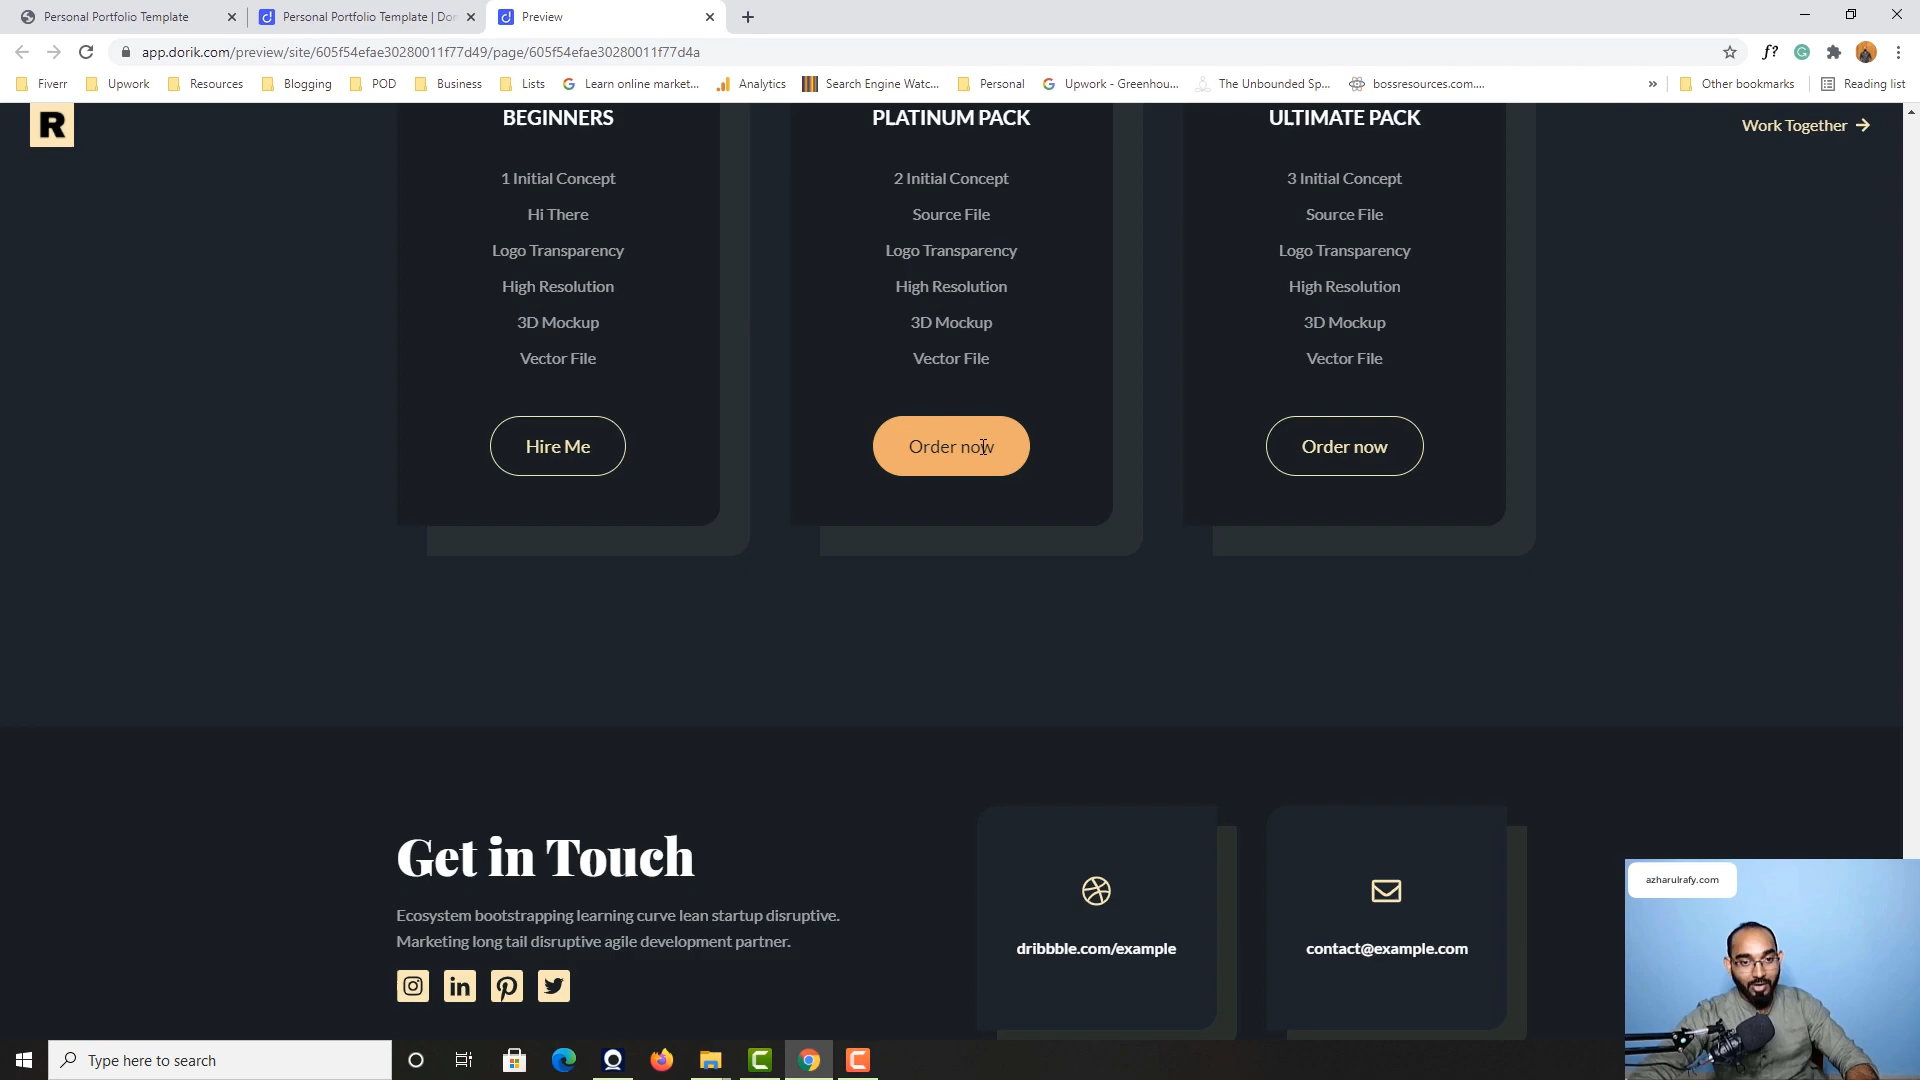 Personal Portfolio Template
Personal Portfolio Template | Dor
Preview
app.dorik.com/preview/site/605f54efae30280011f77d49/page/605f54efae30280011f77d4a
f?
Fiverr
Upwork
Resources
Blogging
POD
Business
Lists
Learn online market...
Analytics
Search Engine Watc...
Personal
Upwork - Greenhou...
The Unbounded Sp...
bossresources.com....
»
Other bookmarks
Reading list
R
Work Together
BEGINNERS
1 Initial Concept
Hi There
Logo Transparency
High Resolution
3D Mockup
Vector File
Hire Me
PLATINUM PACK
2 Initial Concept
Source File
Logo Transparency
High Resolution
3D Mockup
Vector File
Order now
ULTIMATE PACK
3 Initial Concept
Source File
Logo Transparency
High Resolution
3D Mockup
Vector File
Order now
Get in Touch
Ecosystem bootstrapping learning curve lean startup disruptive.
Marketing long tail disruptive agile development partner.
dribbble.com/example
contact@example.com
azharulrafy.com
Type here to search